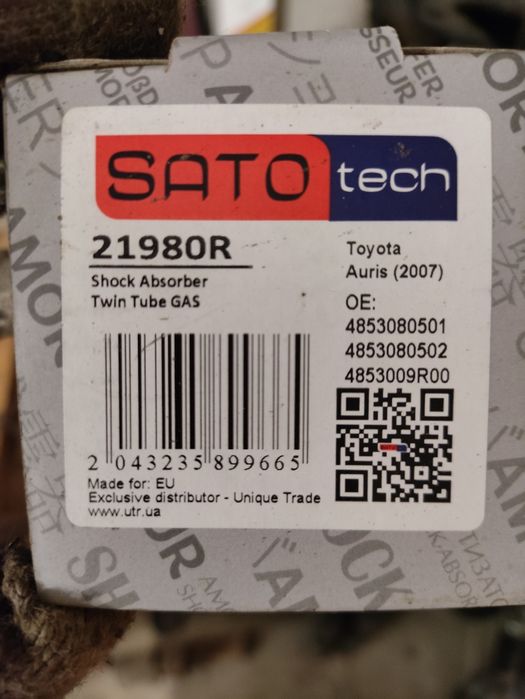 SATO tech
21980R
Shock Absorber
Twin Tube GAS
Toyota
Auris (2007)
OE:
4853080501
4853080502
4853009R00
2 043235 899665
Made for: EU
Exclusive distributor - Unique Trade
www.utr.ua